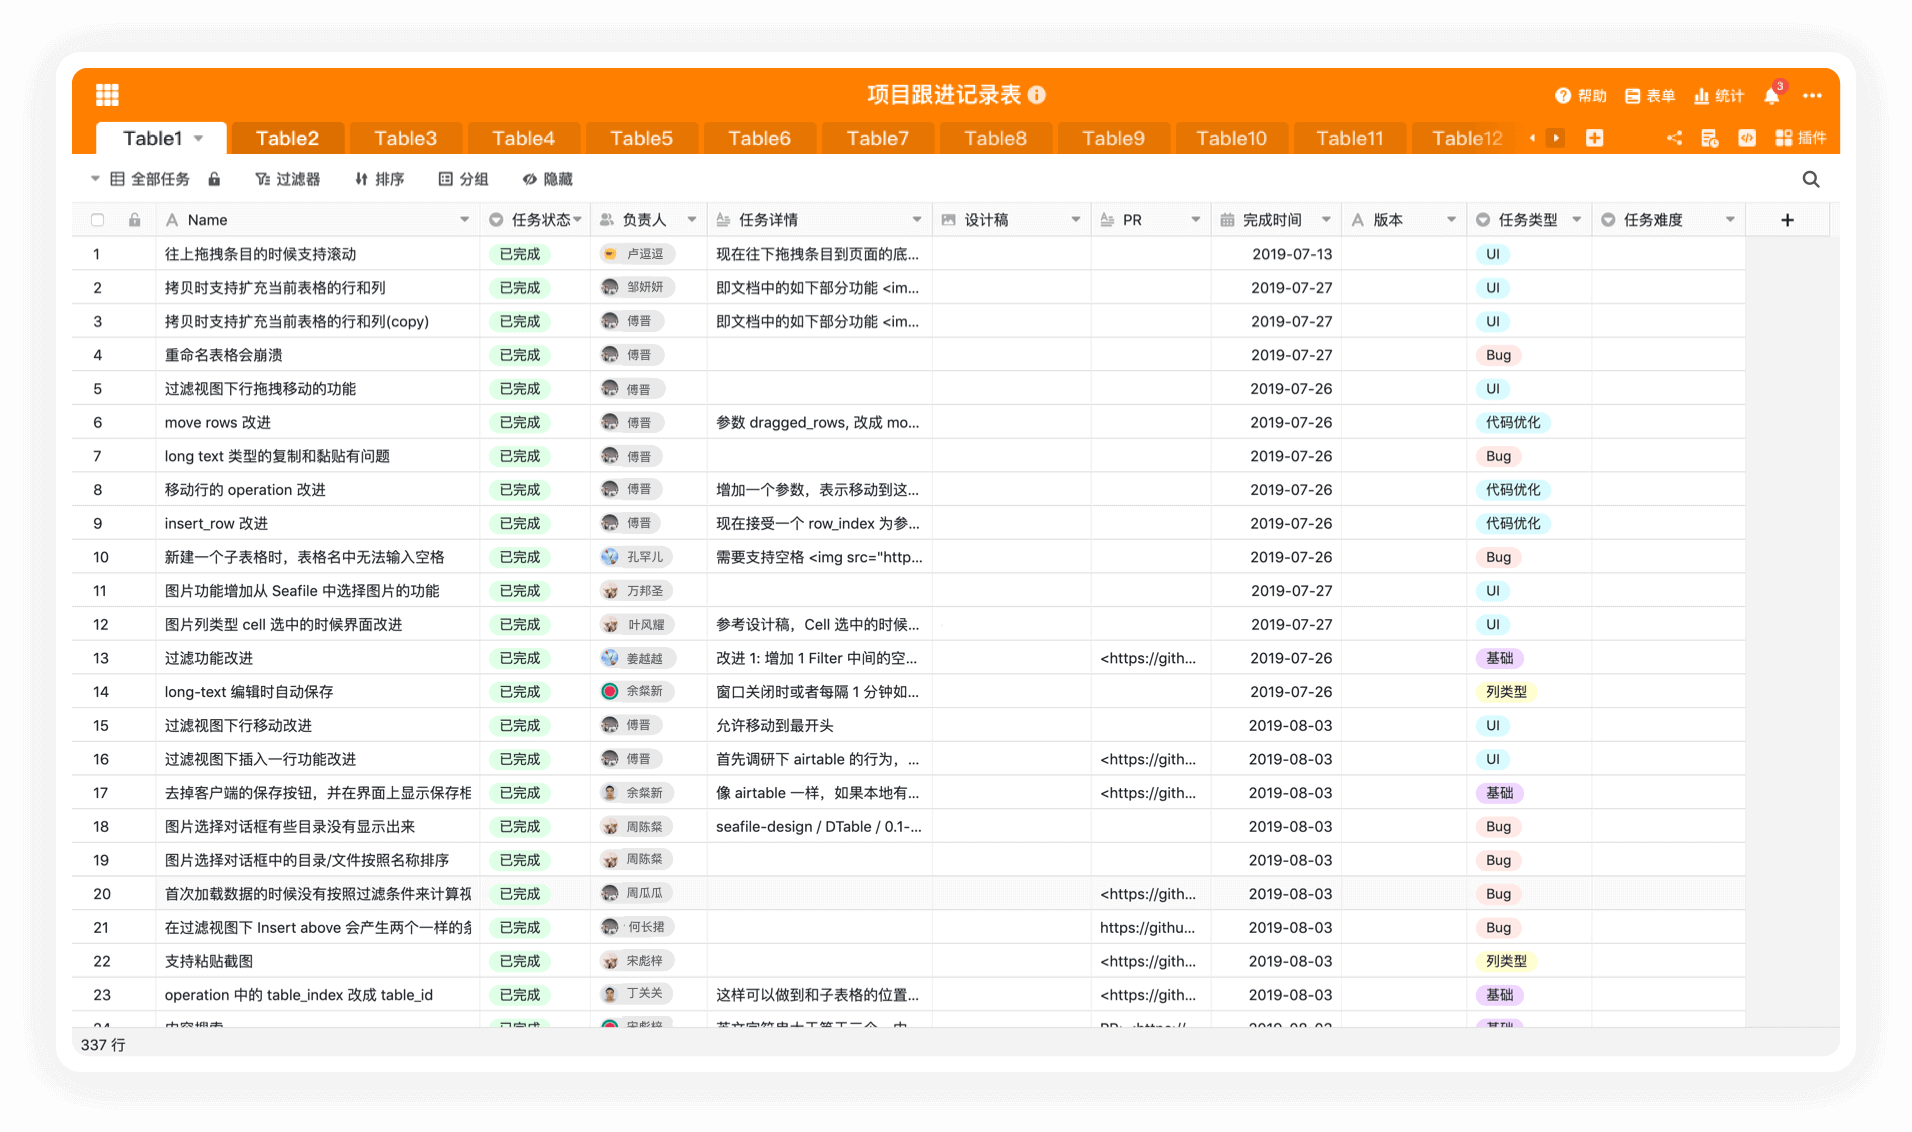 项目跟进记录表
帮助 表单 统计 3
Table1 Table2 Table3 Table4 Table5 Table6 Table7 Table8 Table9 Table10 Table11 Table12 插件
全部任务 过滤器 排序 分组 隐藏
Name 任务状态 负责人 任务详情 设计稿 PR 完成时间 版本 任务类型 任务难度
1 往上拖拽条目的时候支持滚动 已完成 卢逗逗 现在往下拖拽条目到页面的底... 2019-07-13 UI
2 拷贝时支持扩充当前表格的行和列 已完成 邹妍妍 即文档中的如下部分功能 <im... 2019-07-27 UI
3 拷贝时支持扩充当前表格的行和列(copy) 已完成 傅晋 即文档中的如下部分功能 <im... 2019-07-27 UI
4 重命名表格会崩溃 已完成 傅晋 2019-07-27 Bug
5 过滤视图下行拖拽移动的功能 已完成 傅晋 2019-07-26 UI
6 move rows 改进 已完成 傅晋 参数 dragged_rows, 改成 mo... 2019-07-26 代码优化
7 long text 类型的复制和黏贴有问题 已完成 傅晋 2019-07-26 Bug
8 移动行的 operation 改进 已完成 傅晋 增加一个参数，表示移动到这... 2019-07-26 代码优化
9 insert_row 改进 已完成 傅晋 现在接受一个 row_index 为参... 2019-07-26 代码优化
10 新建一个子表格时，表格名中无法输入空格 已完成 孔罕儿 需要支持空格 <img src="http... 2019-07-26 Bug
11 图片功能增加从 Seafile 中选择图片的功能 已完成 万邦圣 2019-07-27 UI
12 图片列类型 cell 选中的时候界面改进 已完成 叶风耀 参考设计稿，Cell 选中的时候... 2019-07-27 UI
13 过滤功能改进 已完成 姜越越 改进 1: 增加 1 Filter 中间的空... <https://gith... 2019-07-26 基础
14 long-text 编辑时自动保存 已完成 余粲新 窗口关闭时或者每隔 1 分钟如... 2019-07-26 列类型
15 过滤视图下行移动改进 已完成 傅晋 允许移动到最开头 2019-08-03 UI
16 过滤视图下插入一行功能改进 已完成 傅晋 首先调研下 airtable 的行为，... <https://gith... 2019-08-03 UI
17 去掉客户端的保存按钮，并在界面上显示保存相 已完成 余粲新 像 airtable 一样，如果本地有... <https://gith... 2019-08-03 基础
18 图片选择对话框有些目录没有显示出来 已完成 周陈粲 seafile-design / DTable / 0.1-... 2019-08-03 Bug
19 图片选择对话框中的目录/文件按照名称排序 已完成 周陈粲 2019-08-03 Bug
20 首次加载数据的时候没有按照过滤条件来计算视 已完成 周瓜瓜 <https://gith... 2019-08-03 Bug
21 在过滤视图下 Insert above 会产生两个一样的条 已完成 何长珺 https://githu... 2019-08-03 Bug
22 支持粘贴截图 已完成 宋彪梓 <https://gith... 2019-08-03 列类型
23 operation 中的 table_index 改成 table_id 已完成 丁关关 这样可以做到和子表格的位置... <https://gith... 2019-08-03 基础
24 内容搜索 已完成 宋彪梓 2019-08-03 基础
337 行